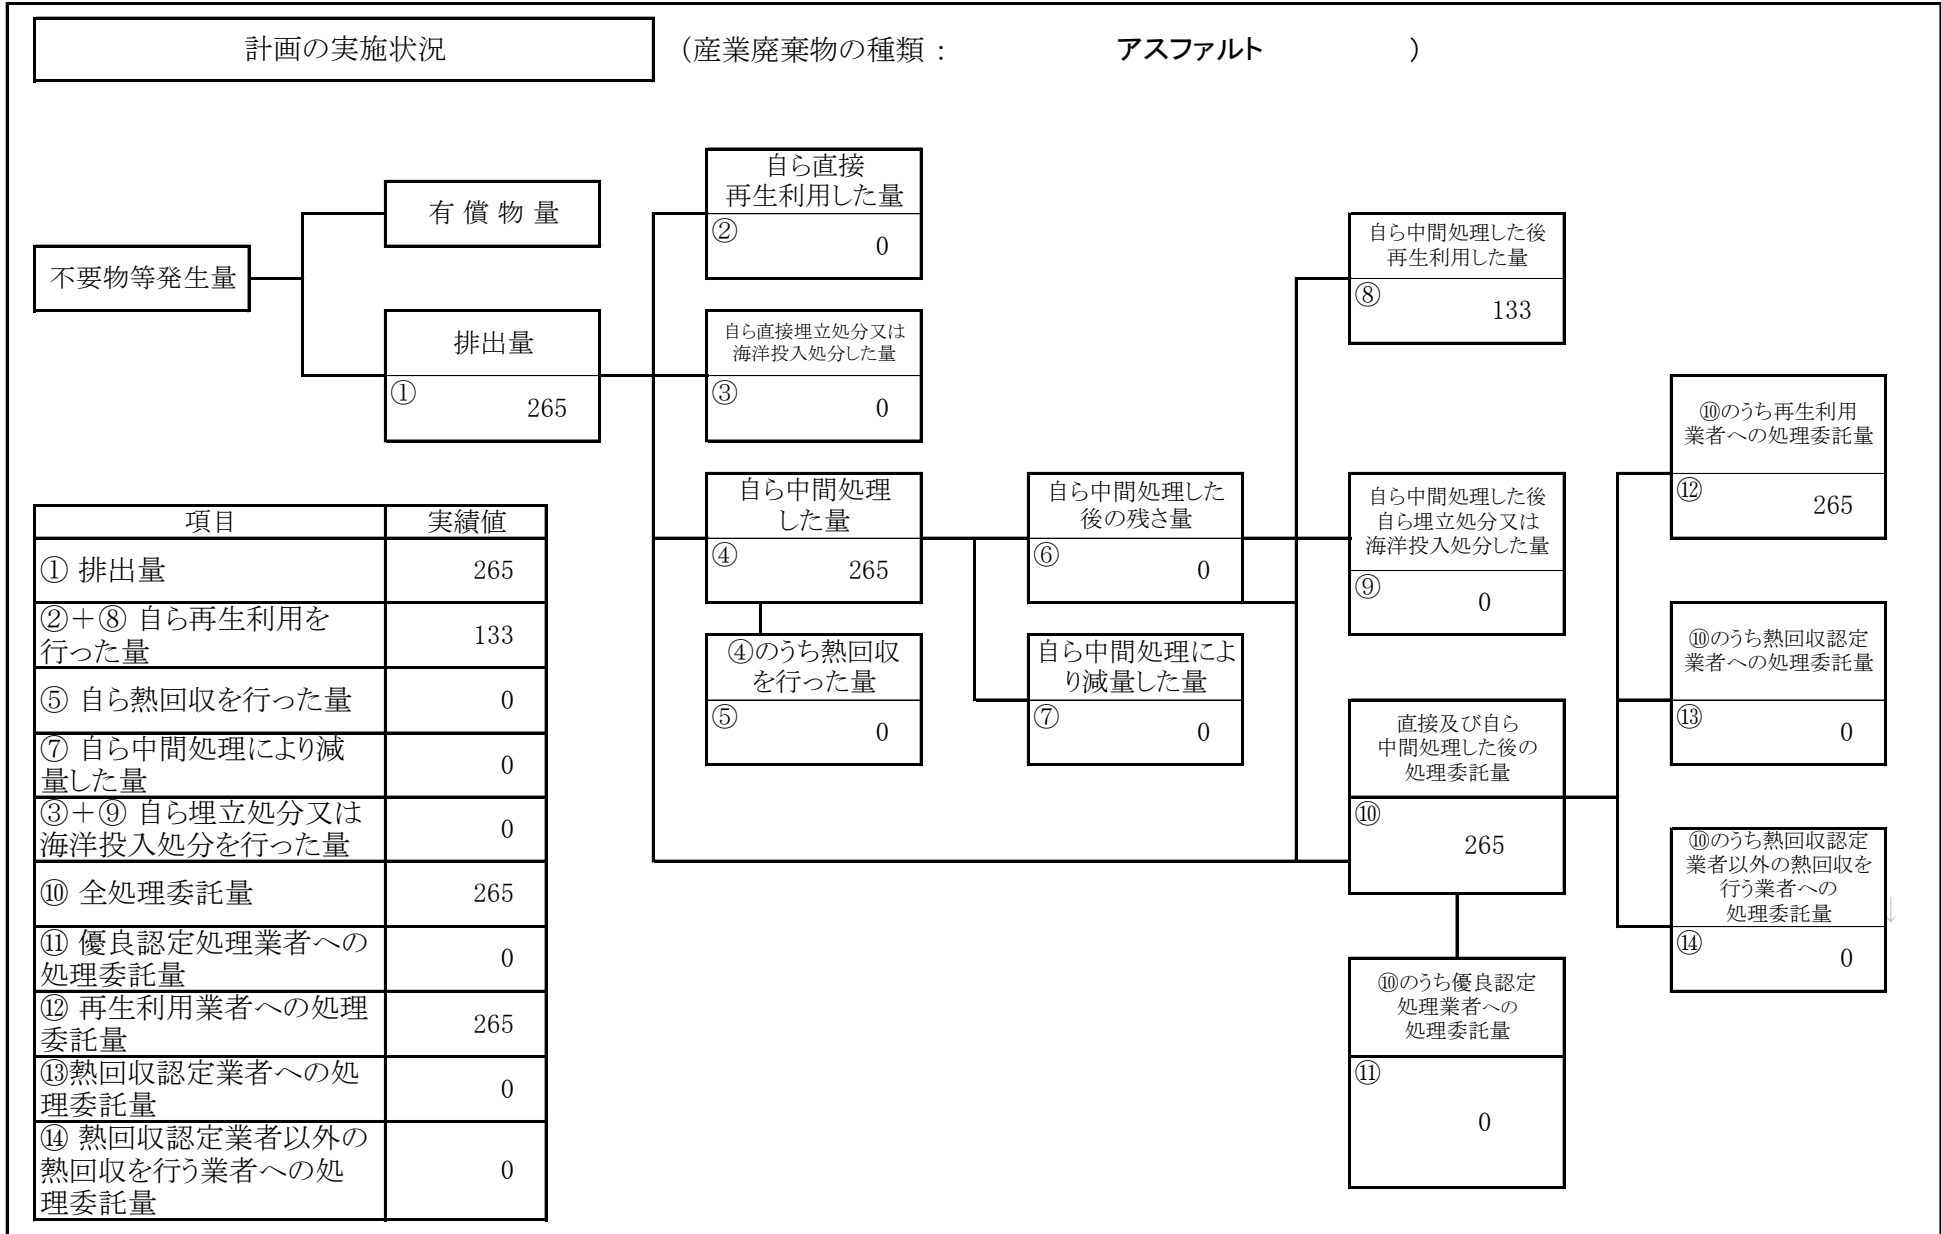 計画の実施状況
（産業廃棄物の種類： アスファルト ）
自ら直接
再生利用した量
② 0
有 償 物 量
不要物等発生量
自ら中間処理した後
再生利用した量
⑧ 133
排出量
① 265
自ら直接埋立処分又は
海洋投入処分した量
③ 0
⑩のうち再生利用
業者への処理委託量
⑫ 265
自ら中間処理
した量
④ 265
自ら中間処理した
後の残さ量
⑥ 0
自ら中間処理した後
自ら埋立処分又は
海洋投入処分した量
⑨ 0
④のうち熱回収
を行った量
⑤ 0
自ら中間処理によ
り減量した量
⑦ 0
⑩のうち熱回収認定
業者への処理委託量
⑬ 0
直接及び自ら
中間処理した後の
処理委託量
⑩
265
⑩のうち熱回収認定
業者以外の熱回収を
行う業者への
処理委託量
↓
⑭ 0
⑩のうち優良認定
処理業者への
処理委託量
⑪
0
項目 実績値
① 排出量 265
②＋⑧ 自ら再生利用を
行った量 133
⑤ 自ら熱回収を行った量 0
⑦ 自ら中間処理により減
量した量 0
③＋⑨ 自ら埋立処分又は
海洋投入処分を行った量 0
⑩ 全処理委託量 265
⑪ 優良認定処理業者への
処理委託量 0
⑫ 再生利用業者への処理
委託量 265
⑬熱回収認定業者への処
理委託量 0
⑭ 熱回収認定業者以外の
熱回収を行う業者への処
理委託量 0